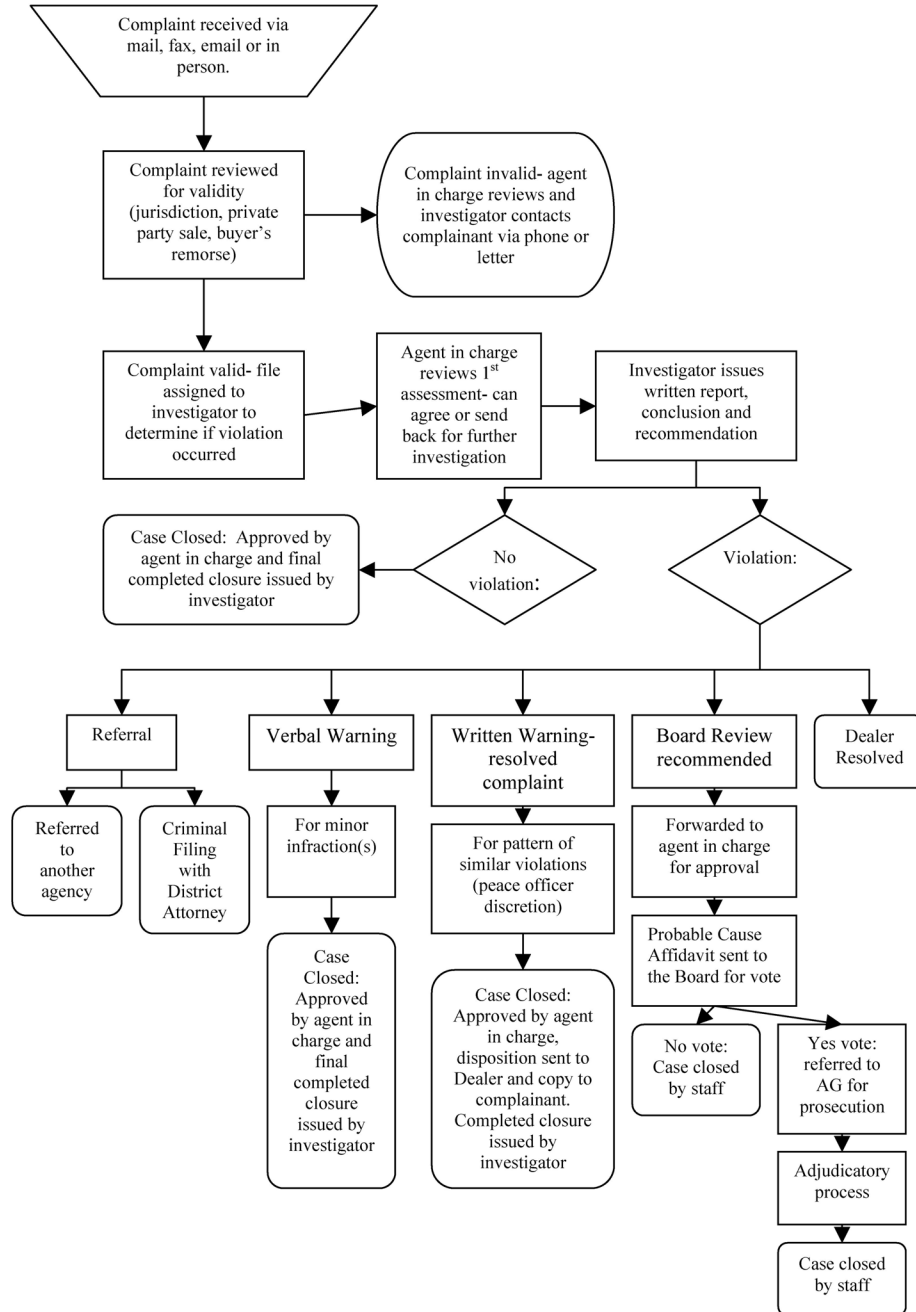 Complaint received via
mail, fax, email or in
person.
Complaint reviewed
for validity
(jurisdiction, private
party sale, buyer's
remorse)
Complaint invalid- agent
in charge reviews and
investigator contacts
complainant via phone or
letter
Complaint valid- file
assigned to
investigator to
determine if violation
occurred
Agent in charge
reviews 1st
assessment- can
agree or send
back for further
investigation
Investigator issues
written report,
conclusion and
recommendation
Case Closed: Approved by
agent in charge and final
completed closure issued by
investigator
No
violation:
Violation:
Referral
Verbal Warning
Written Warning-
resolved
complaint
Board Review
recommended
Dealer
Resolved
Referred
to
another
agency
Criminal
Filing
with
District
Attorney
For minor
infraction(s)
For pattern of
similar violations
(peace officer
discretion)
Forwarded to
agent in charge
for approval
Case
Closed:
Approved
by agent in
charge and
final
completed
closure
issued by
investigator
Case Closed:
Approved by agent
in charge,
disposition sent to
Dealer and copy to
complainant.
Completed closure
issued by
investigator
Probable Cause
Affidavit sent to
the Board for vote
No vote:
Case closed
by staff
Yes vote:
referred to
AG for
prosecution
Adjudicatory
process
Case closed
by staff